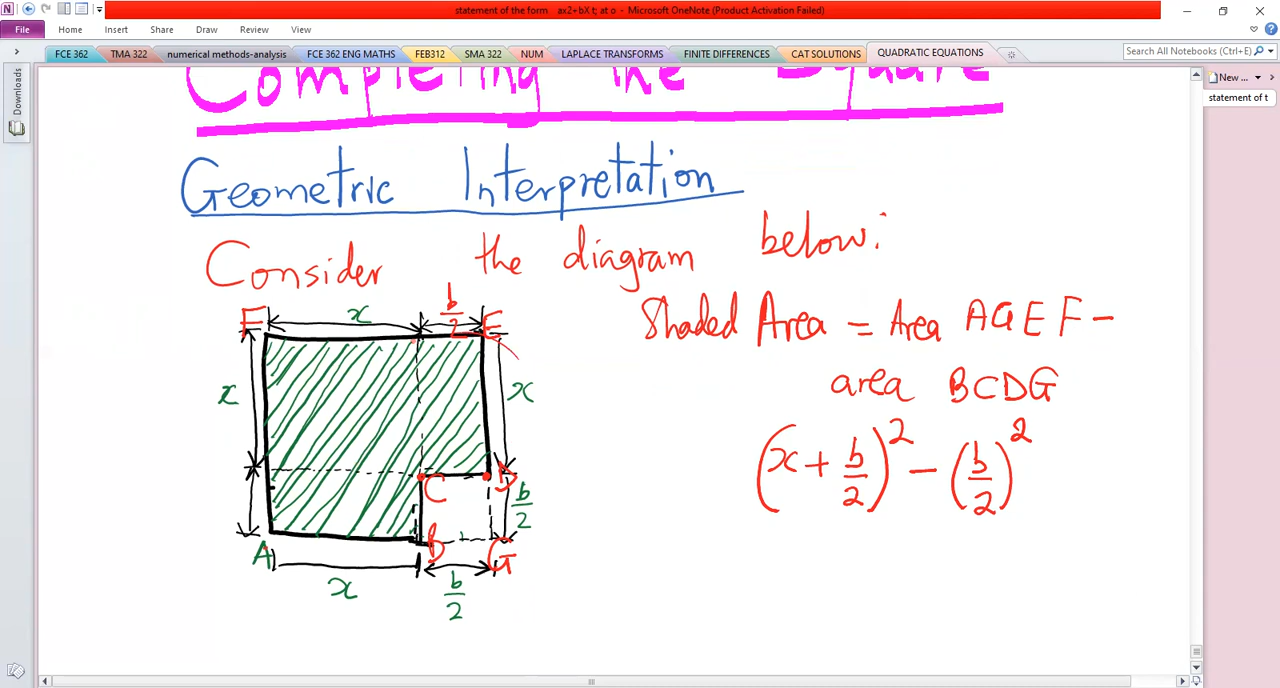 statement of the form. ax2+bX t; at o - Microsoft OneNote (Product Activation Failed)
File Home Insert Share Draw Review View
FCE 362 TMA 322 numerical methods-analysis FCE 362 ENG MATHS FEB312 SMA 322 NUM LAPLACE TRANSFORMS FINITE DIFFERENCES CAT SOLUTIONS QUADRATIC EQUATIONS Search All Notebooks (Ctrl+E)
Downloads
New ...
statement of t
Completing the Square
Geometric Interpretation
Consider the diagram below:
F x b/2 E
x x
C D
b/2
A B G
x b/2
Shaded Area = Area AGEF -
area BCDG
(x + b/2)² - (b/2)²